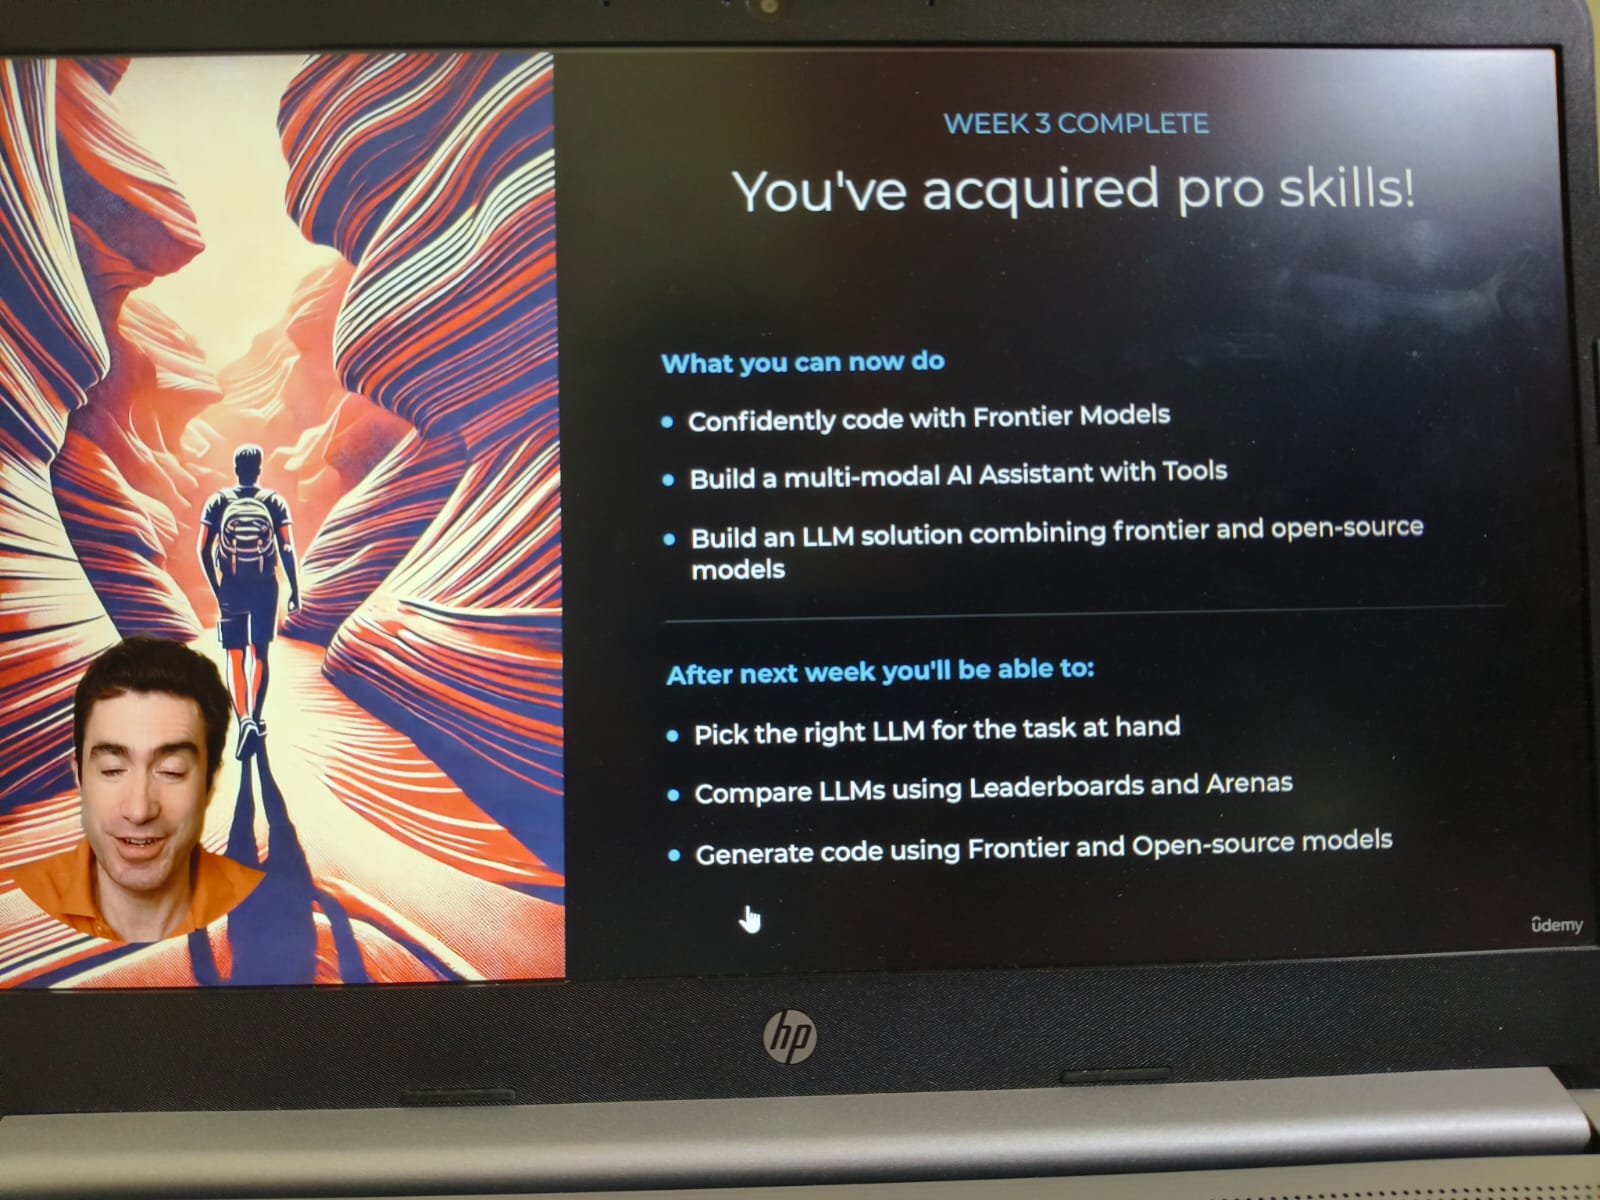 WEEK 3 COMPLETE
You've acquired pro skills!
What you can now do
Confidently code with Frontier Models
Build a multi-modal AI Assistant with Tools
Build an LLM solution combining frontier and open-source
models
After next week you'll be able to:
Pick the right LLM for the task at hand
Compare LLMs using Leaderboards and Arenas
Generate code using Frontier and Open-source models
ûdemy
hp